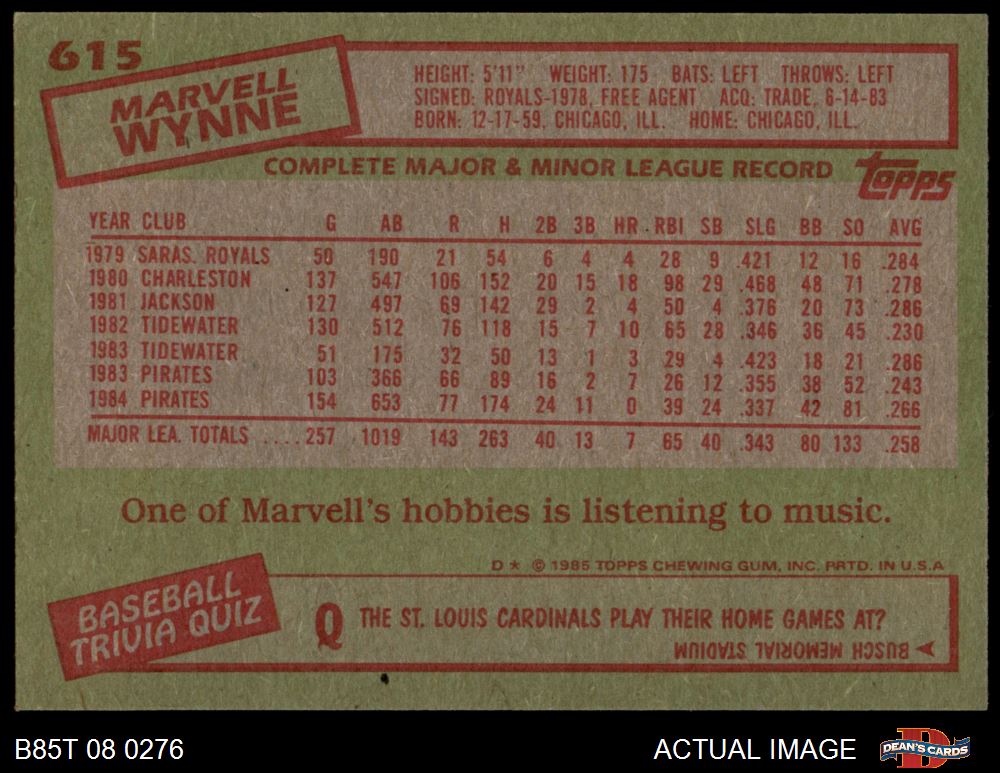 615
MARVELL
WYNNE
HEIGHT: 5'11" WEIGHT: 175 BATS: LEFT THROWS: LEFT
SIGNED: ROYALS-1978, FREE AGENT ACQ: TRADE, 6-14-83
BORN: 12-17-59, CHICAGO, ILL. HOME: CHICAGO, ILL.
COMPLETE MAJOR & MINOR LEAGUE RECORD
TOPPS
YEAR CLUB G AB R H 2B 3B HR RBI SB SLG BB SO AVG
1979 SARAS. ROYALS 50 190 21 54 6 4 4 28 9 .421 12 16 .284
1980 CHARLESTON 137 547 106 152 20 15 18 98 29 .468 48 71 .278
1981 JACKSON 127 497 69 142 29 2 4 50 4 .376 20 73 .286
1982 TIDEWATER 130 512 76 118 15 7 10 65 28 .346 36 45 .230
1983 TIDEWATER 51 175 32 50 13 1 3 29 4 .423 18 21 .286
1983 PIRATES 103 366 66 89 16 2 7 26 12 .355 38 52 .243
1984 PIRATES 154 653 77 174 24 11 0 39 24 .337 42 81 .266
MAJOR LEA. TOTALS ....257 1019 143 263 40 13 7 65 40 .343 80 133 .258
One of Marvell's hobbies is listening to music.
D * © 1985 TOPPS CHEWING GUM, INC. PRTD. IN U.S.A
BASEBALL
TRIVIA QUIZ
Q THE ST. LOUIS CARDINALS PLAY THEIR HOME GAMES AT?
BUSCH MEMORIAL STADIUM
B85T 08 0276
ACTUAL IMAGE
D
DEAN'S CARDS